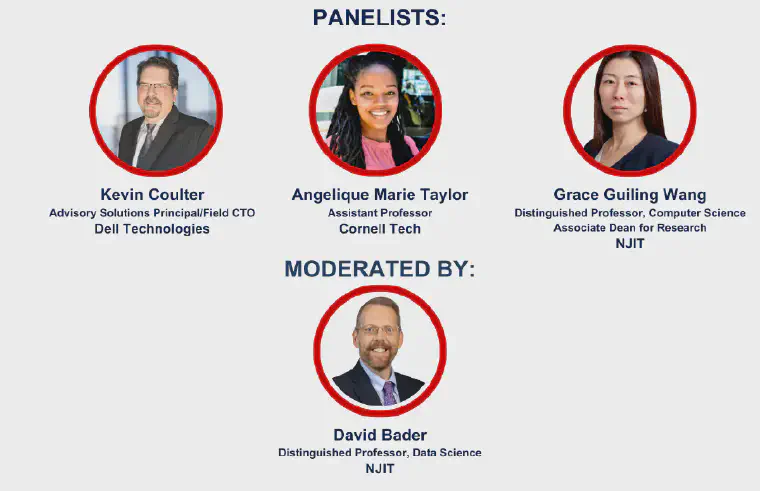 PANELISTS:
Kevin Coulter
Advisory Solutions Principal/Field CTO
Dell Technologies
Angelique Marie Taylor
Assistant Professor
Cornell Tech
Grace Guiling Wang
Distinguished Professor, Computer Science
Associate Dean for Research
NJIT
MODERATED BY:
David Bader
Distinguished Professor, Data Science
NJIT